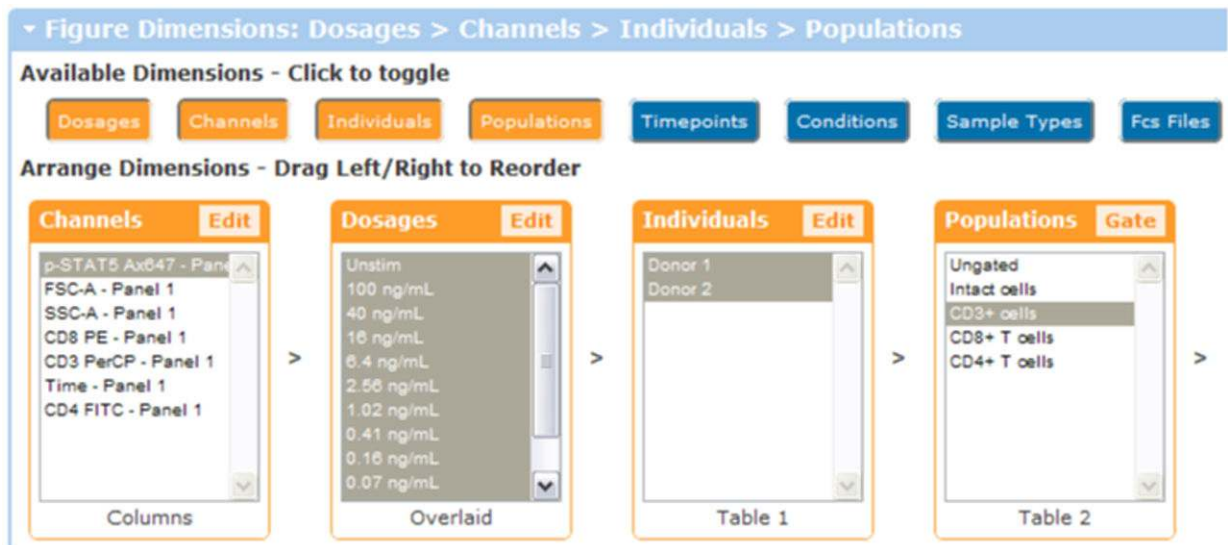 Figure Dimensions: Dosages > Channels > Individuals > Populations
Available Dimensions - Click to toggle
Dosages Channels Individuals Populations Timepoints Conditions Sample Types Fcs Files
Arrange Dimensions - Drag Left/Right to Reorder
Channels Edit
p-STAT5 Ax647 - Pane
FSC-A - Panel 1
SSC-A - Panel 1
CD8 PE - Panel 1
CD3 PerCP - Panel 1
Time - Panel 1
CD4 FITC - Panel 1
Columns
>
Dosages Edit
Unstim
100 ng/mL
40 ng/mL
16 ng/mL
6.4 ng/mL
2.56 ng/mL
1.02 ng/mL
0.41 ng/mL
0.16 ng/mL
0.07 ng/mL
Overlaid
>
Individuals Edit
Donor 1
Donor 2
Table 1
>
Populations Gate
Ungated
Intact cells
CD3+ cells
CD8+ T cells
CD4+ T cells
Table 2
>